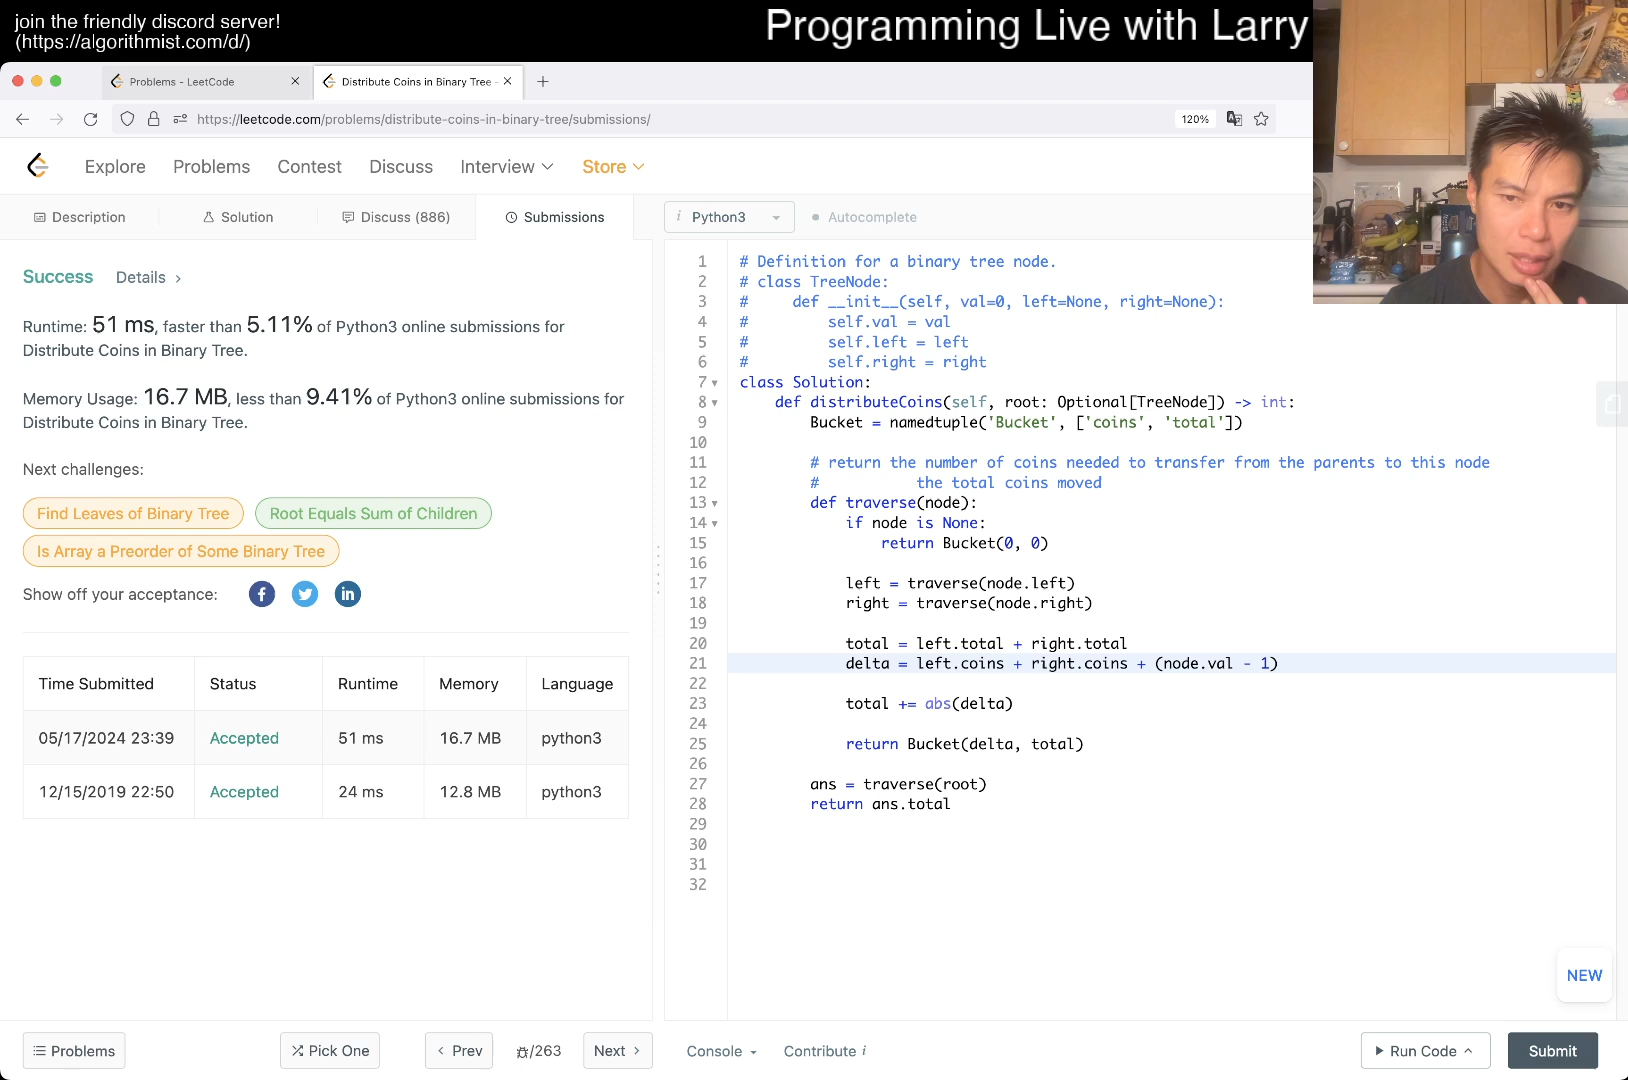 join the friendly discord server!
(https://algorithmist.com/d/)
Programming Live with Larry
Problems - LeetCode
Distribute Coins in Binary Tree -
https://leetcode.com/problems/distribute-coins-in-binary-tree/submissions/
120%
Explore Problems Contest Discuss Interview Store
Description Solution Discuss (886) Submissions
i Python3 Autocomplete
Success Details >
Runtime: 51 ms, faster than 5.11% of Python3 online submissions for
Distribute Coins in Binary Tree.
Memory Usage: 16.7 MB, less than 9.41% of Python3 online submissions for
Distribute Coins in Binary Tree.
Next challenges:
Find Leaves of Binary Tree Root Equals Sum of Children
Is Array a Preorder of Some Binary Tree
Show off your acceptance:
Time Submitted Status Runtime Memory Language
05/17/2024 23:39 Accepted 51 ms 16.7 MB python3
12/15/2019 22:50 Accepted 24 ms 12.8 MB python3
1 # Definition for a binary tree node.
2 # class TreeNode:
3 #     def __init__(self, val=0, left=None, right=None):
4 #         self.val = val
5 #         self.left = left
6 #         self.right = right
7 class Solution:
8     def distributeCoins(self, root: Optional[TreeNode]) -> int:
9         Bucket = namedtuple('Bucket', ['coins', 'total'])
10
11         # return the number of coins needed to transfer from the parents to this node
12         #           the total coins moved
13         def traverse(node):
14             if node is None:
15                 return Bucket(0, 0)
16
17             left = traverse(node.left)
18             right = traverse(node.right)
19
20             total = left.total + right.total
21             delta = left.coins + right.coins + (node.val - 1)
22
23             total += abs(delta)
24
25             return Bucket(delta, total)
26
27         ans = traverse(root)
28         return ans.total
29
30
31
32
NEW
Problems Pick One < Prev /263 Next > Console Contribute i Run Code Submit